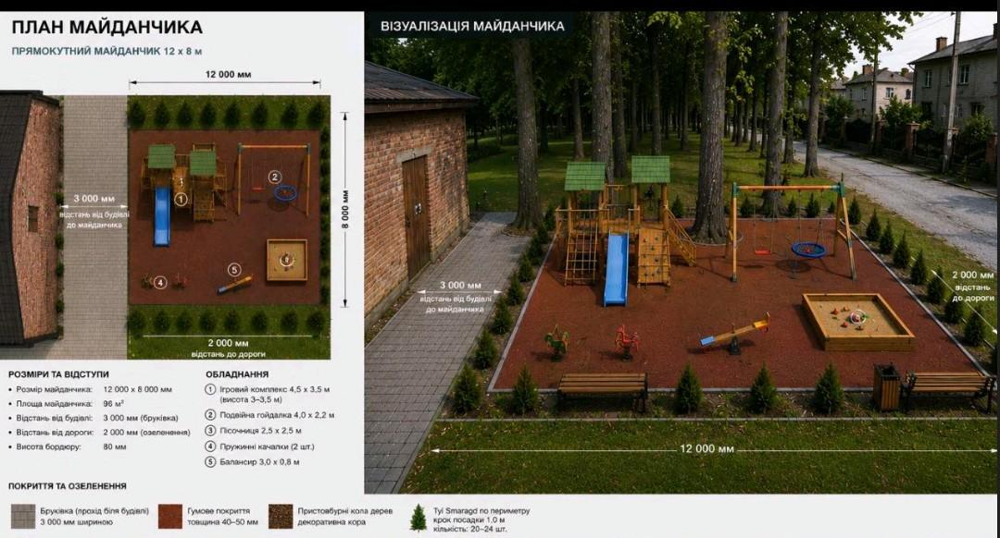 ПЛАН МАЙДАНЧИКА
ПРЯМОКУТНИЙ МАЙДАНЧИК 12 x 8 м
12 000 мм
3 000 мм
відстань від будівлі
до майданчика
1
2
4
5
8 000 мм
2 000 мм
відстань до дороги
РОЗМІРИ ТА ВІДСТУПИ
• Розмір майданчика: 12 000 x 8 000 мм
• Площа майданчика: 96 м²
• Відстань від будівлі: 3 000 мм (бруківка)
• Відстань від дороги: 2 000 мм (озеленення)
• Висота бордюру: 80 мм
ОБЛАДНАННЯ
1 Ігровий комплекс 4,5 x 3,5 м
(висота 3–3,5 м)
2 Подвійна гойдалка 4,0 x 2,2 м
3 Пісочниця 2,5 x 2,5 м
4 Пружинні качалки (2 шт.)
5 Балансир 3,0 x 0,8 м
ПОКРИТТЯ ТА ОЗЕЛЕНЕННЯ
Бруківка (прохід біля будівлі)
3 000 мм шириною
Гумове покриття
товщина 40–50 мм
Пристовбурні кола дерев
декоративна кора
Туї Smaragd по периметру
крок посадки 1.0 м
кількість: 20–24 шт.
ВІЗУАЛІЗАЦІЯ МАЙДАНЧИКА
3 000 мм
відстань від будівлі
до майданчика
2 000 мм
відстань
до дороги
12 000 мм